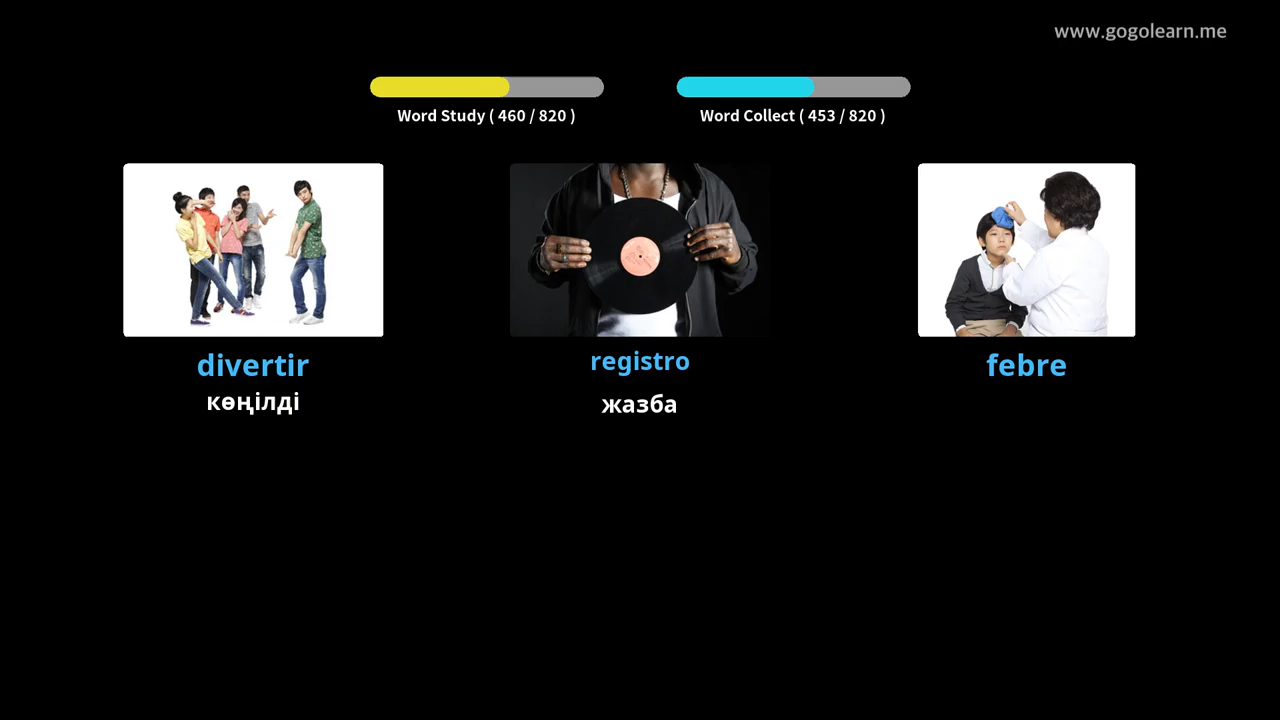 www.gogolearn.me
Word Study ( 460 / 820 )
Word Collect ( 453 / 820 )
divertir
көңілді
registro
жазба
febre